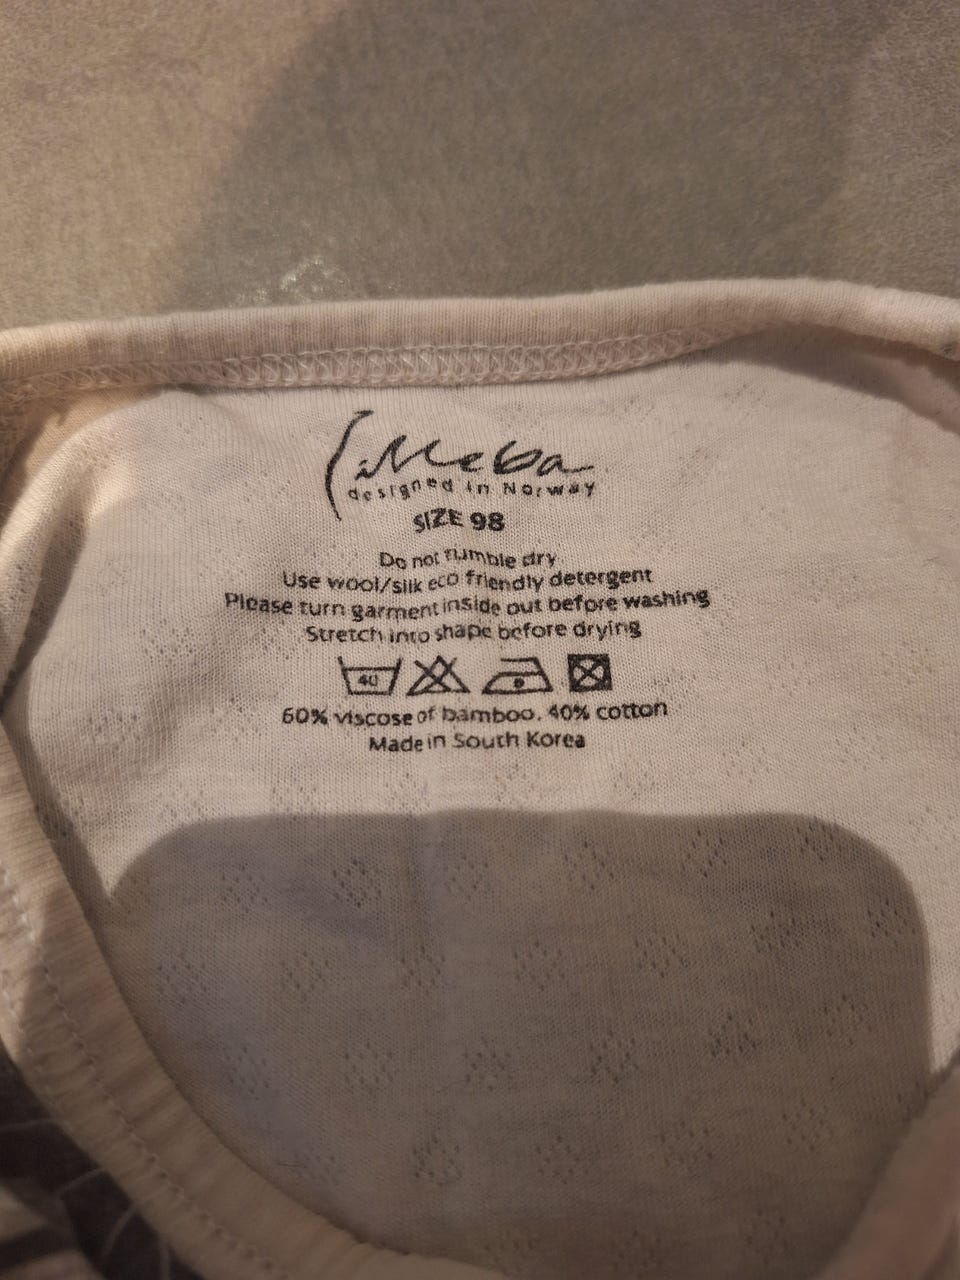 designed in Norway
SIZE 98
Do not tumble dry
Use wool/silk eco friendly detergent
Please turn garment inside out before washing
Stretch into shape before drying
40
60% viscose of bamboo. 40% cotton
Made in South Korea